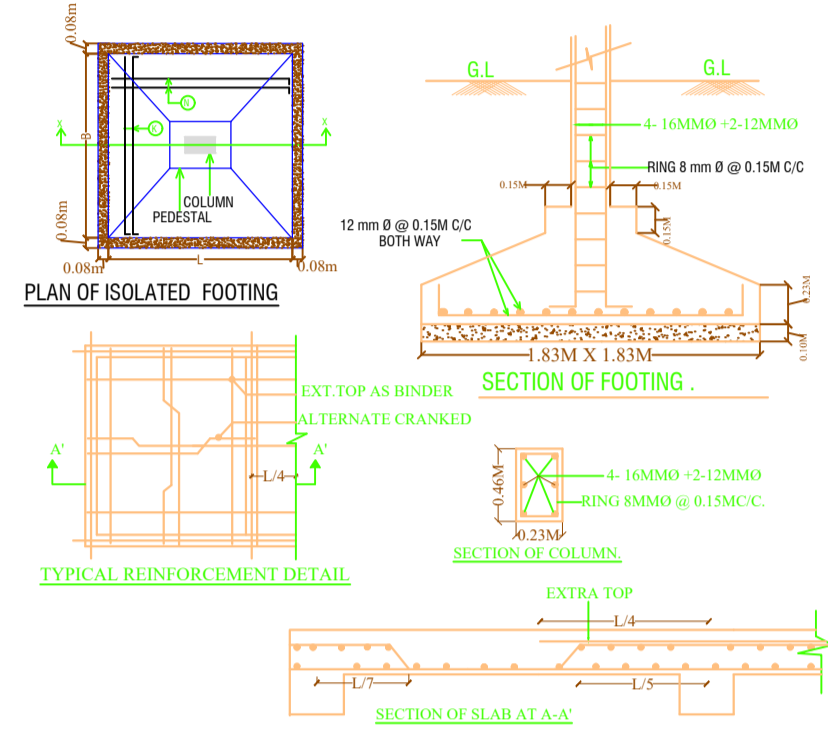 0.08m
N
K
X
X
B
COLUMN
PEDESTAL
0.08m
0.08m
L
0.08m
PLAN OF ISOLATED FOOTING
G.L
G.L
4- 16MMØ +2-12MMØ
RING 8 mm Ø @ 0.15M C/C
0.15M
0.15M
0.15M
12 mm Ø @ 0.15M C/C
BOTH WAY
0.23M
0.10M
1.83M X 1.83M
SECTION OF FOOTING .
EXT.TOP AS BINDER
ALTERNATE CRANKED
A'
A'
L/4
TYPICAL REINFORCEMENT DETAIL
0.46M
4- 16MMØ +2-12MMØ
RING 8MMØ @ 0.15MC/C.
0.23M
SECTION OF COLUMN.
EXTRA TOP
L/4
L/7
L/5
SECTION OF SLAB AT A-A'